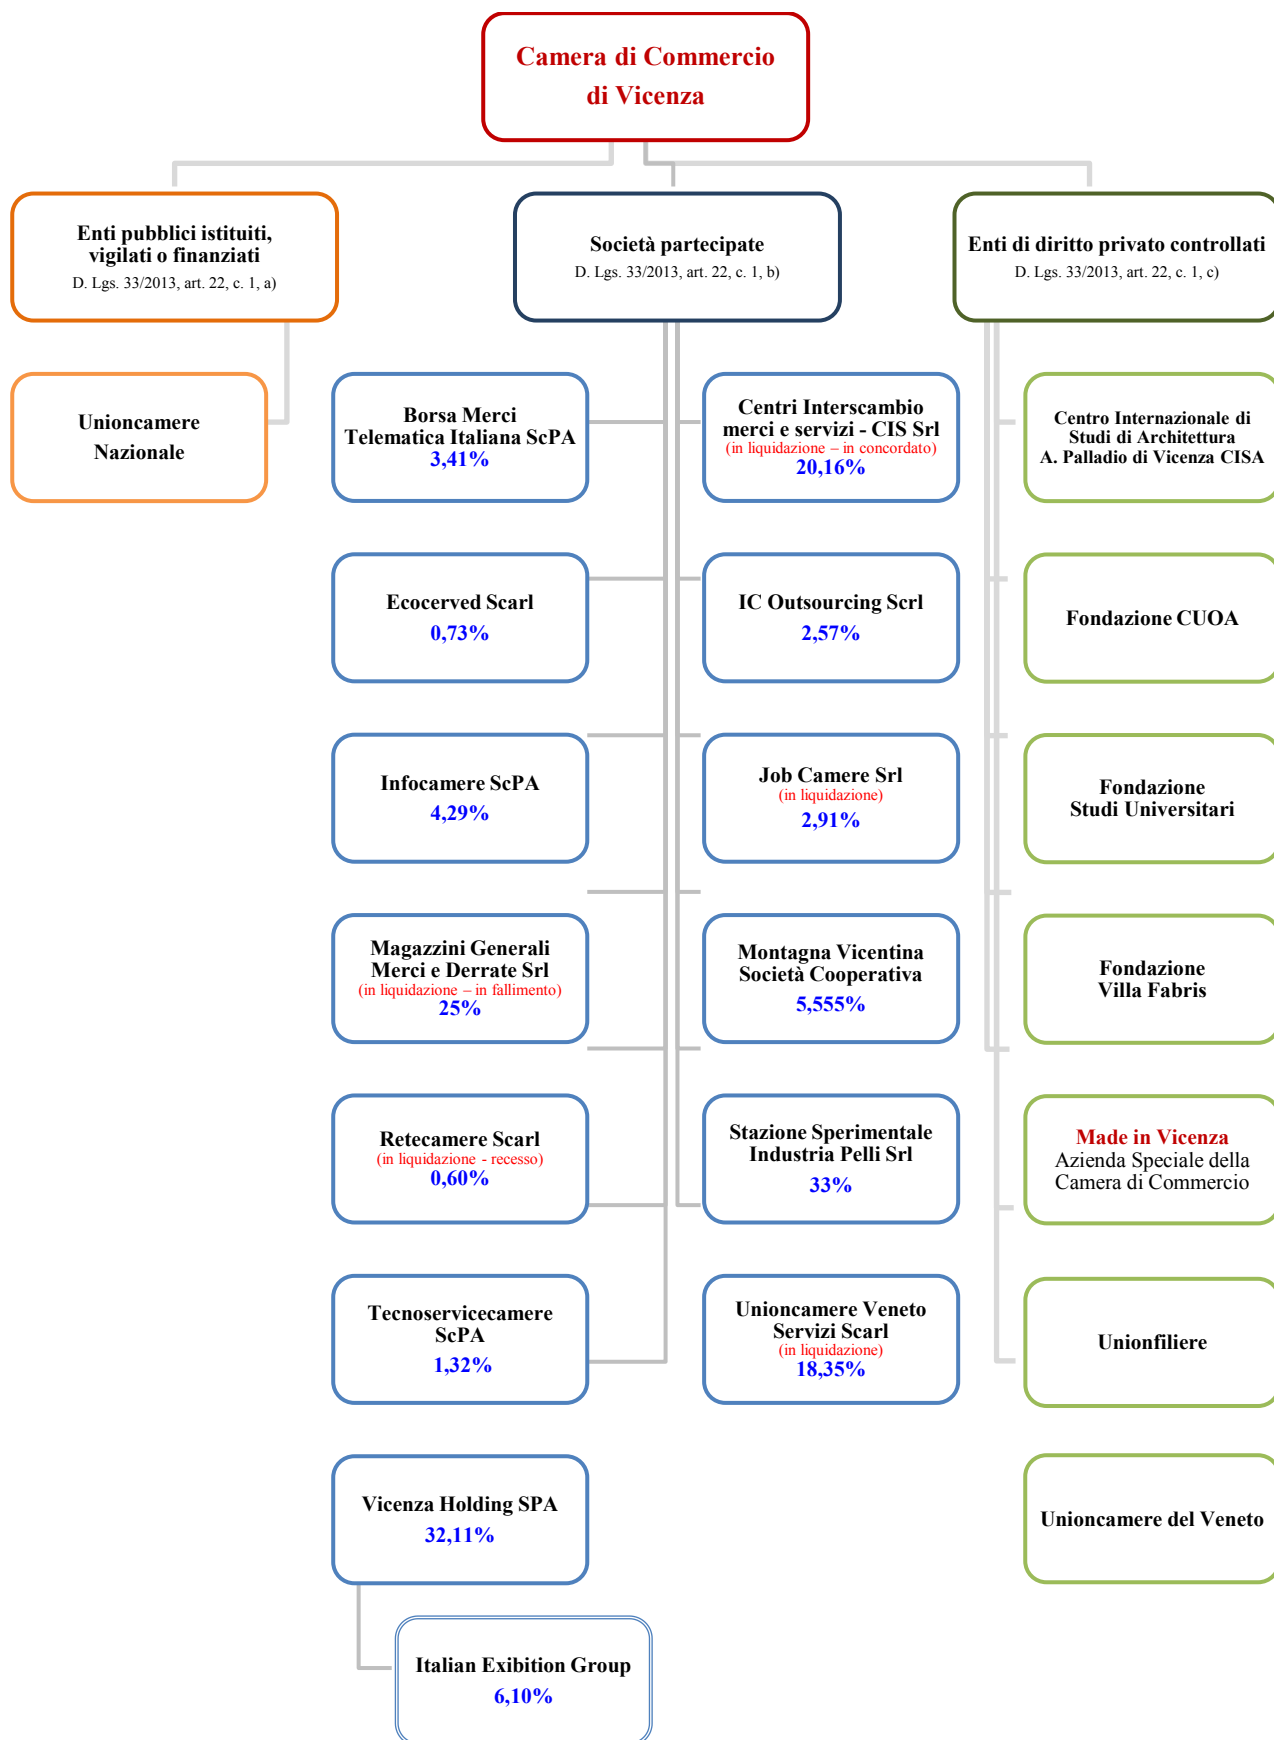 Camera di Commercio
di Vicenza
Enti pubblici istituiti,
vigilati o finanziati
D. Lgs. 33/2013, art. 22, c. 1, a)
Società partecipate
D. Lgs. 33/2013, art. 22, c. 1, b)
Enti di diritto privato controllati
D. Lgs. 33/2013, art. 22, c. 1, c)
Unioncamere
Nazionale
Borsa Merci
Telematica Italiana ScPA
3,41%
Centri Interscambio
merci e servizi - CIS Srl
(in liquidazione – in concordato)
20,16%
Centro Internazionale di
Studi di Architettura
A. Palladio di Vicenza CISA
Ecocerved Scarl
0,73%
IC Outsourcing Scrl
2,57%
Fondazione CUOA
Infocamere ScPA
4,29%
Job Camere Srl
(in liquidazione)
2,91%
Fondazione
Studi Universitari
Magazzini Generali
Merci e Derrate Srl
(in liquidazione – in fallimento)
25%
Montagna Vicentina
Società Cooperativa
5,555%
Fondazione
Villa Fabris
Retecamere Scarl
(in liquidazione - recesso)
0,60%
Stazione Sperimentale
Industria Pelli Srl
33%
Made in Vicenza
Azienda Speciale della
Camera di Commercio
Tecnoservicecamere
ScPA
1,32%
Unioncamere Veneto
Servizi Scarl
(in liquidazione)
18,35%
Unionfiliere
Vicenza Holding SPA
32,11%
Unioncamere del Veneto
Italian Exibition Group
6,10%